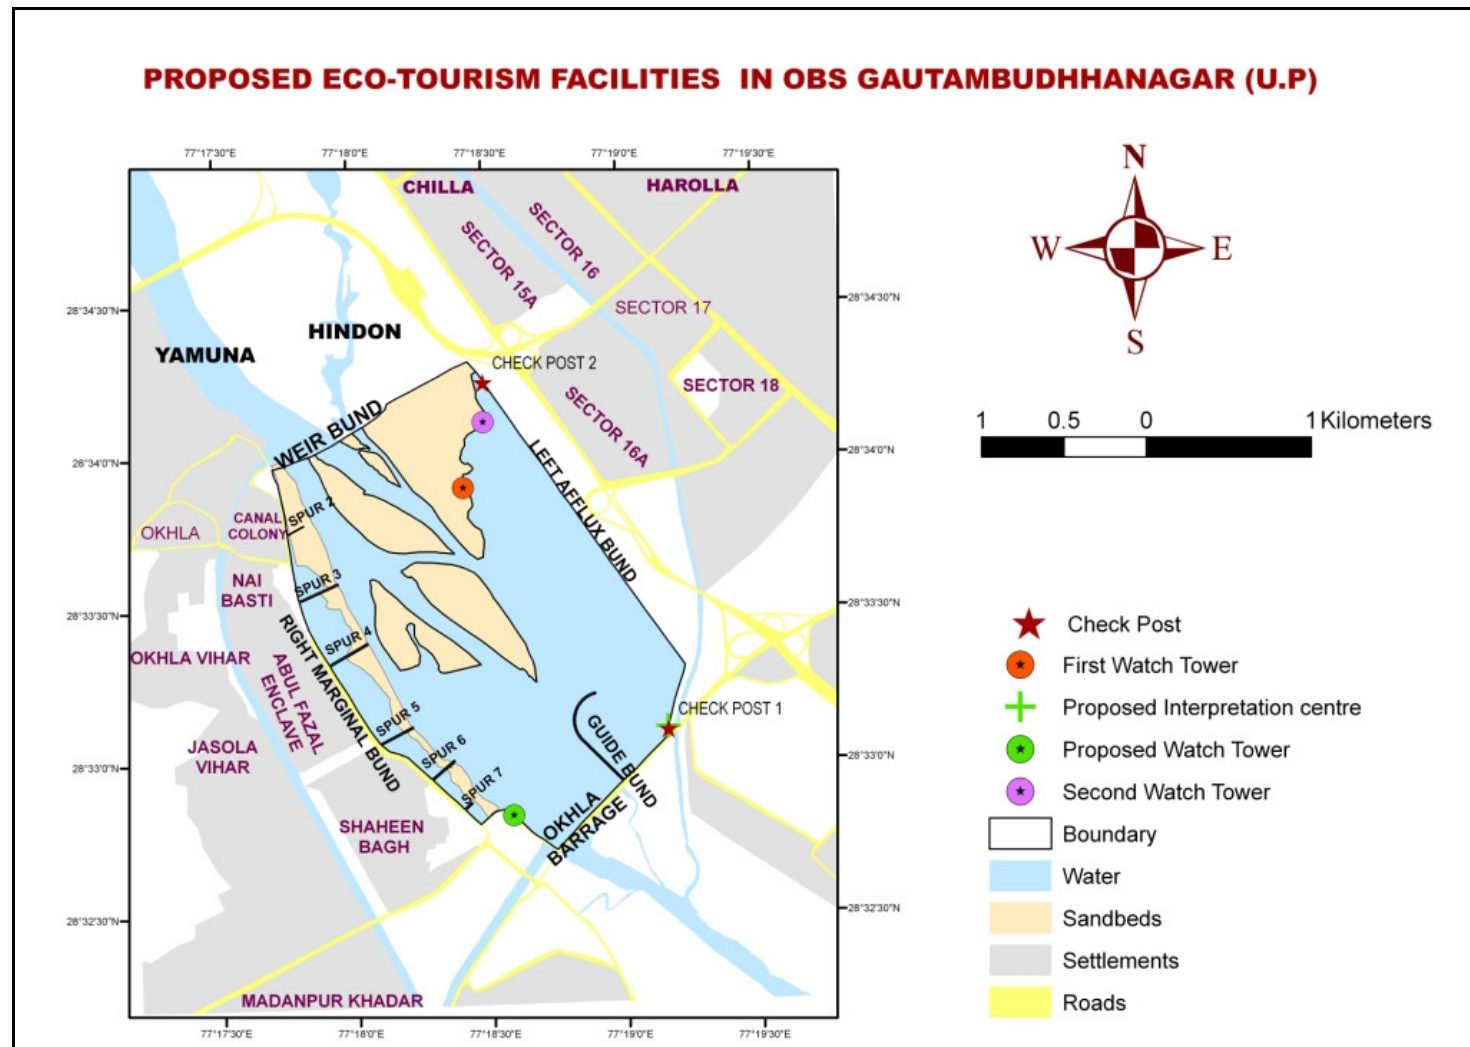 PROPOSED ECO-TOURISM FACILITIES IN OBS GAUTAMBUDHHANAGAR (U.P)
77°17'30"E
77°18'0"E
77°18'30"E
77°19'0"E
77°19'30"E
N
W
E
S
CHILLA
HAROLLA
SECTOR 16
SECTOR 15A
SECTOR 17
28°34'30"N
28°34'30"N
HINDON
YAMUNA
CHECK POST 2
SECTOR 18
SECTOR 16A
WEIR BUND
1
0.5
0
1 Kilometers
28°34'0"N
28°34'0"N
LEFT AFFLUX BUND
SPUR 2
CANAL
COLONY
OKHLA
NAI
BASTI
SPUR 3
28°33'30"N
28°33'30"N
SPUR 4
RIGHT MARGINAL BUND
OKHLA VIHAR
ABUL FAZAL
ENCLAVE
SPUR 5
CHECK POST 1
GUIDE BUND
JASOLA
VIHAR
SPUR 6
28°33'0"N
28°33'0"N
SPUR 7
OKHLA
BARRAGE
SHAHEEN
BAGH
28°32'30"N
28°32'30"N
MADANPUR KHADAR
77°17'30"E
77°18'0"E
77°18'30"E
77°19'0"E
77°19'30"E
Check Post
First Watch Tower
Proposed Interpretation centre
Proposed Watch Tower
Second Watch Tower
Boundary
Water
Sandbeds
Settlements
Roads